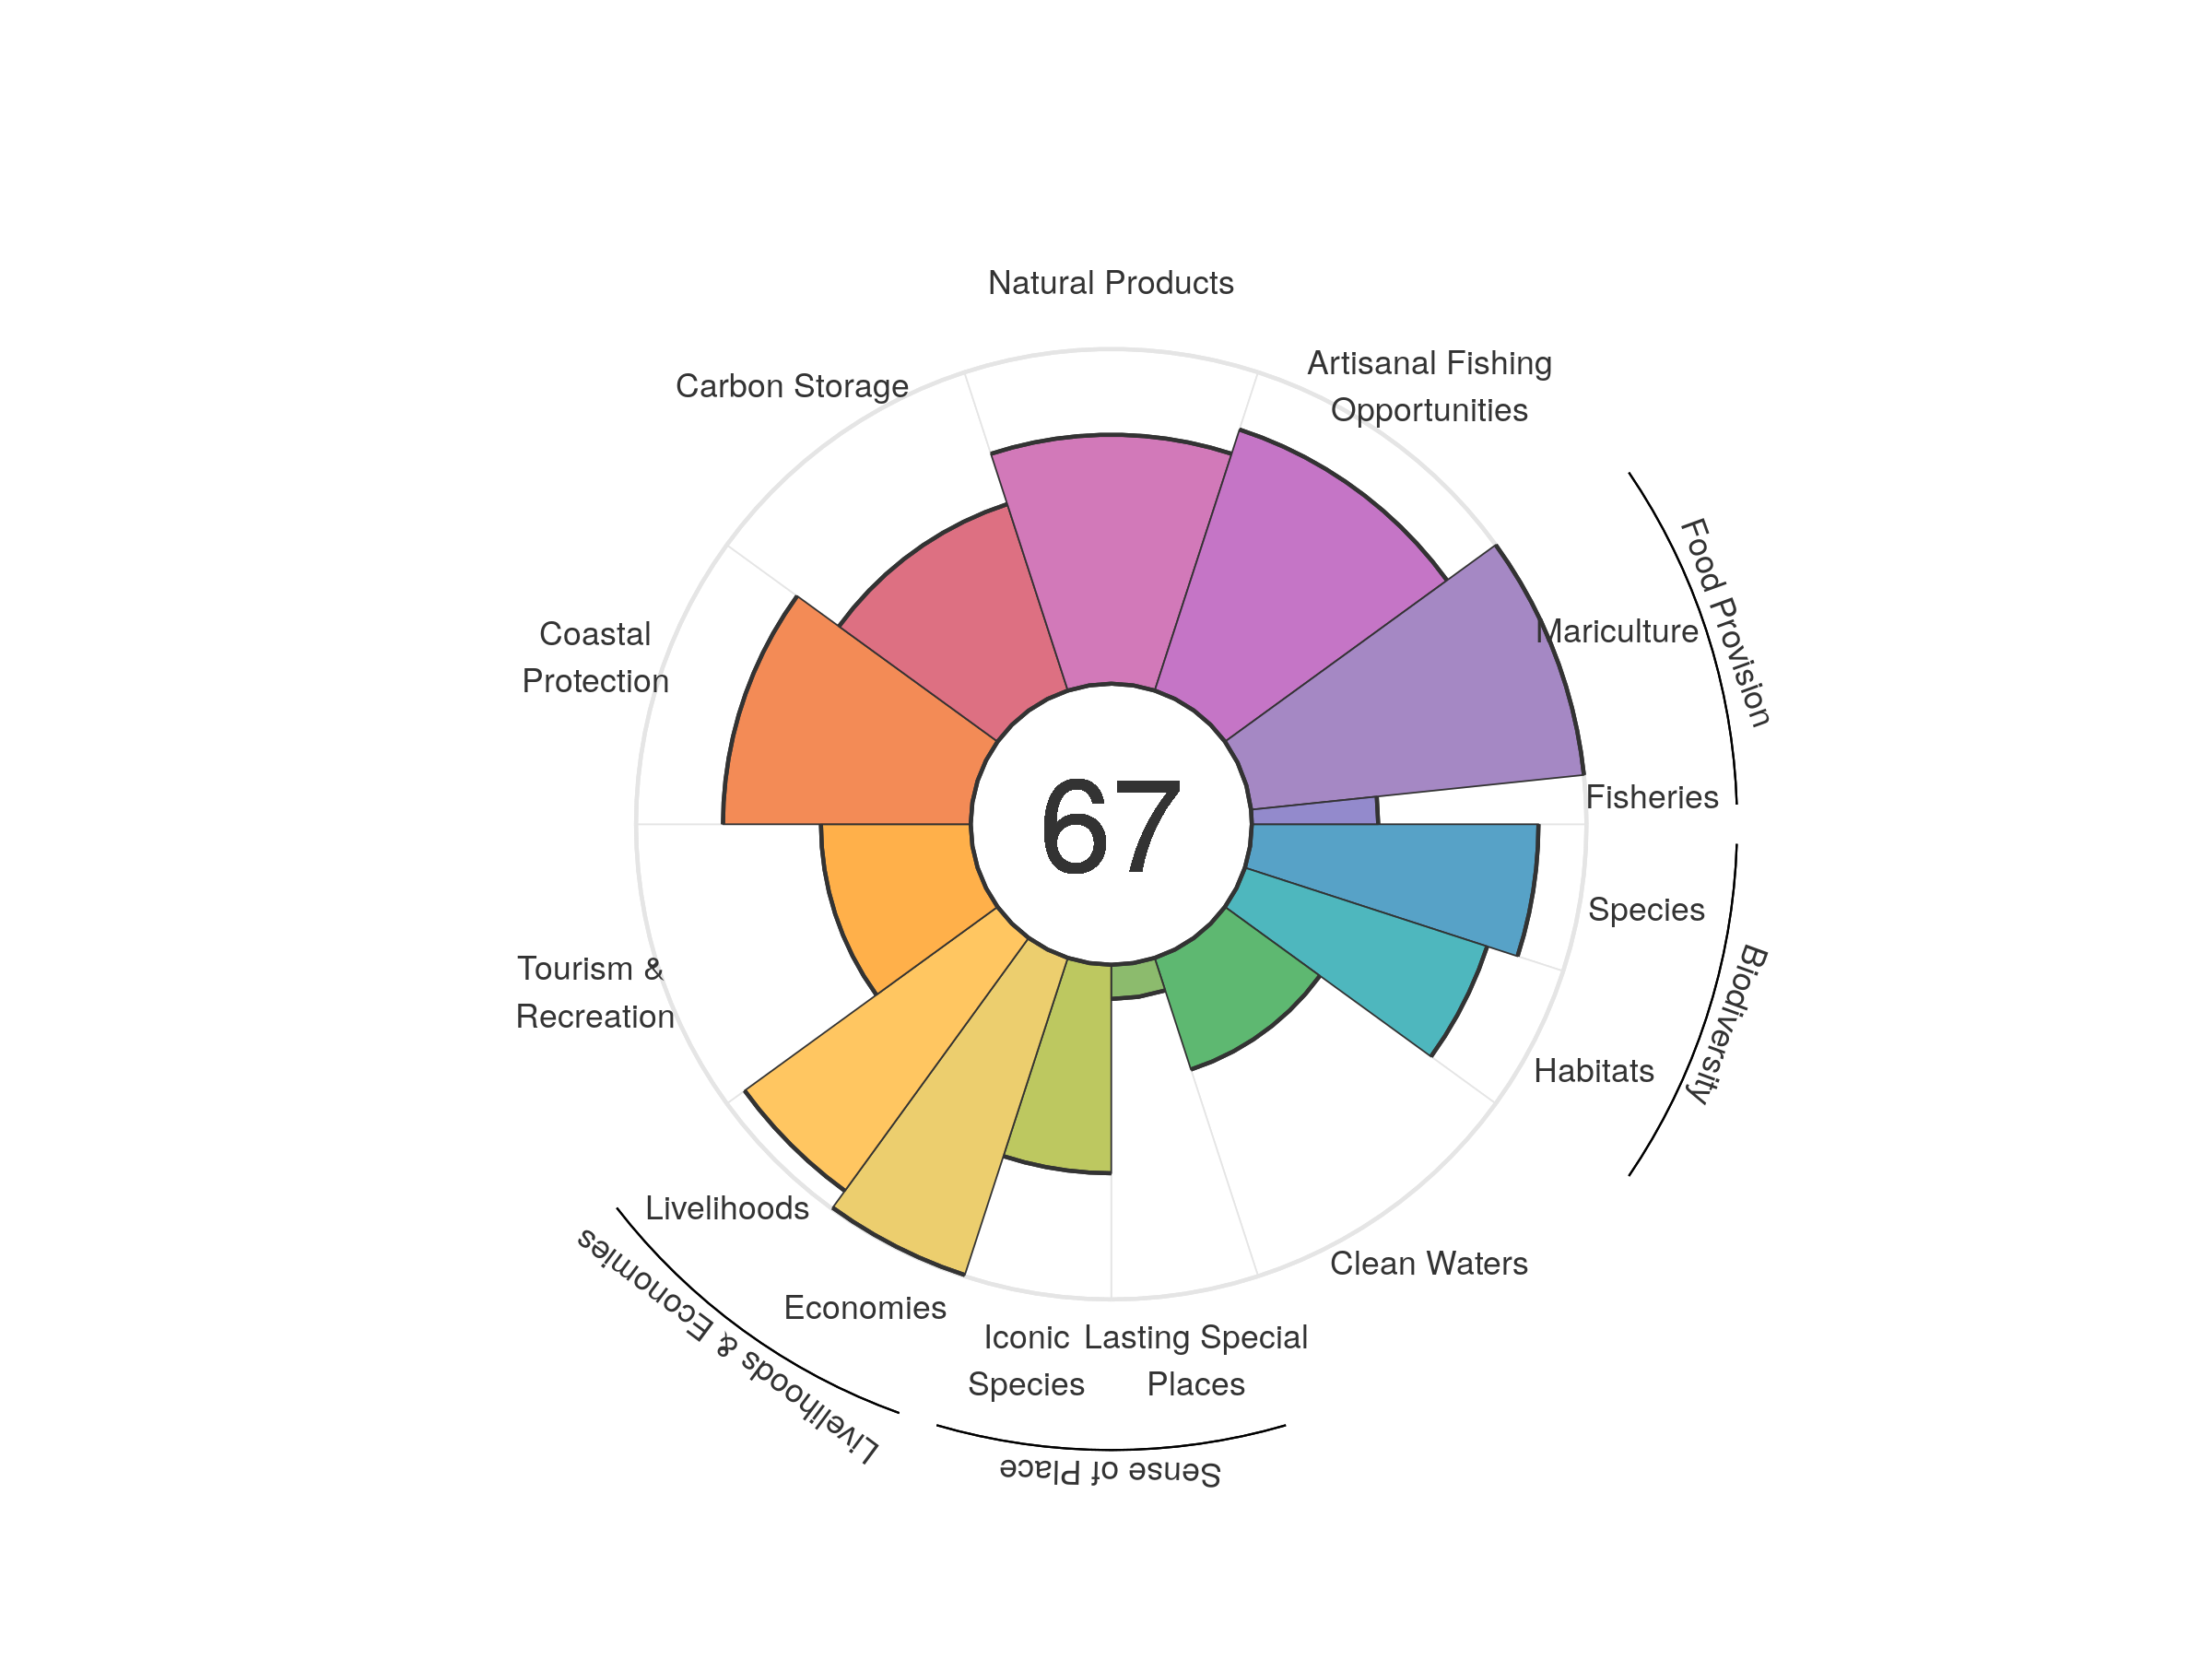 Natural Products
Artisanal Fishing
Opportunities
Carbon Storage
Food Provision
Mariculture
Coastal
Protection
67
Fisheries
Species
Biodiversity
Tourism &
Recreation
Habitats
Livelihoods
Livelihoods & Economies
Clean Waters
Economies
Iconic
Species
Lasting Special
Places
Sense of Place